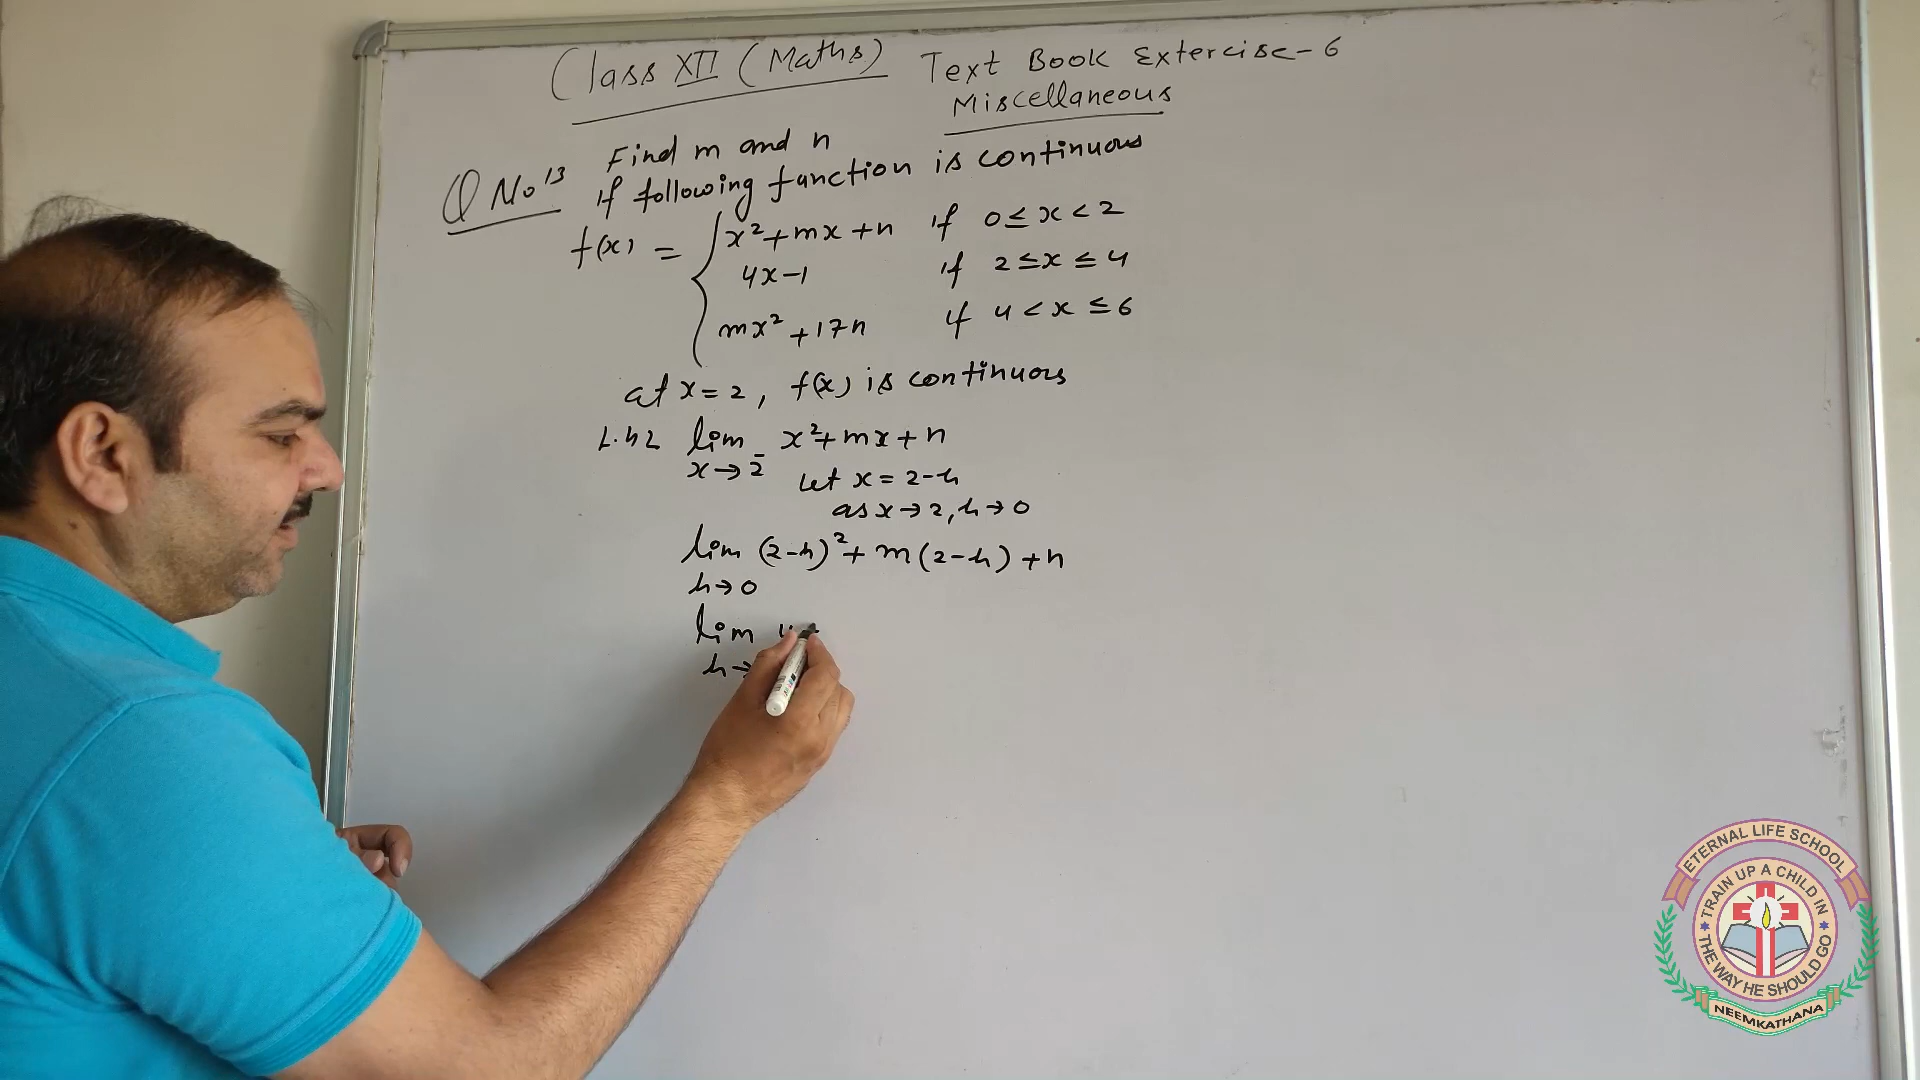 Class XII (Maths) Text Book Extercise-6
Miscellaneous
Q No 13 Find m and n
if following function is continuous
f(x) = { x²+mx+n if 0≤x<2
4x-1 if 2≤x≤4
mx²+17n if 4<x≤6
at x=2, f(x) is continuous
L.h L lim x→2⁻ x²+mx+n
Let x=2-h
as x→2, h→0
lim h→0 (2-h)²+m(2-h)+n
lim h→ 4
ETERNAL LIFE SCHOOL
TRAIN UP A CHILD IN
THE WAY HE SHOULD GO
NEEMKATHANA